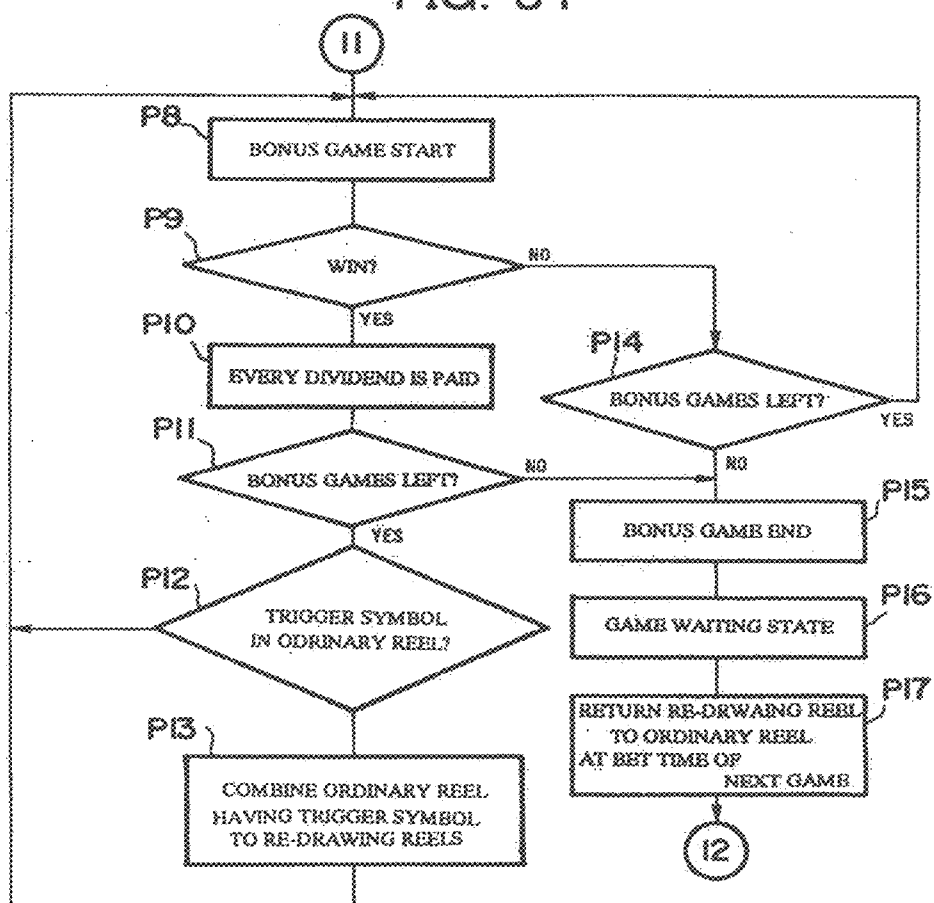 11
P8
BONUS GAME START
P9
WIN?
NO
YES
P10
EVERY DIVIDEND IS PAID
P14
BONUS GAMES LEFT?
YES
NO
P11
BONUS GAMES LEFT?
NO
YES
P15
BONUS GAME END
P12
TRIGGER SYMBOL
IN ODRINARY REEL?
P16
GAME WAITING STATE
P17
RETURN RE-DRWAING REEL
TO ORDINARY REEL
AT BET TIME OF
NEXT GAME
P13
COMBINE ORDINARY REEL
HAVING TRIGGER SYMBOL
TO RE-DRAWING REELS
12